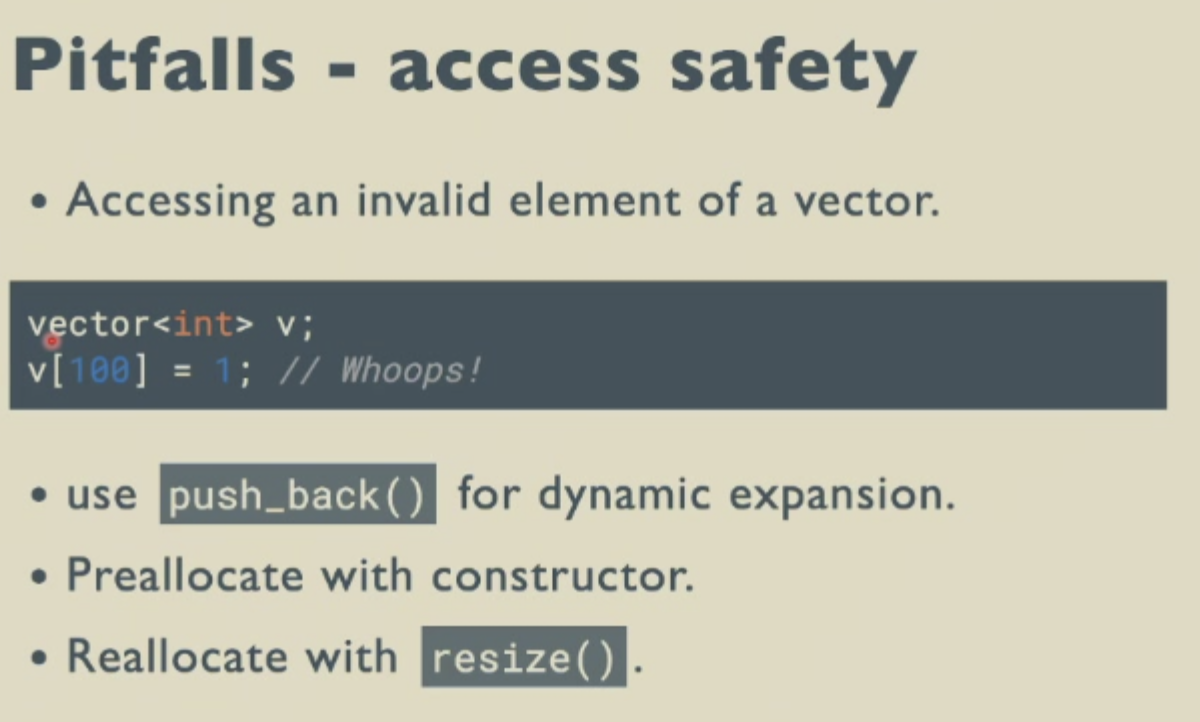 Pitfalls - access safety
• Accessing an invalid element of a vector.
vector<int> v;
v[100] = 1; // Whoops!
• use push_back() for dynamic expansion.
• Preallocate with constructor.
• Reallocate with resize().